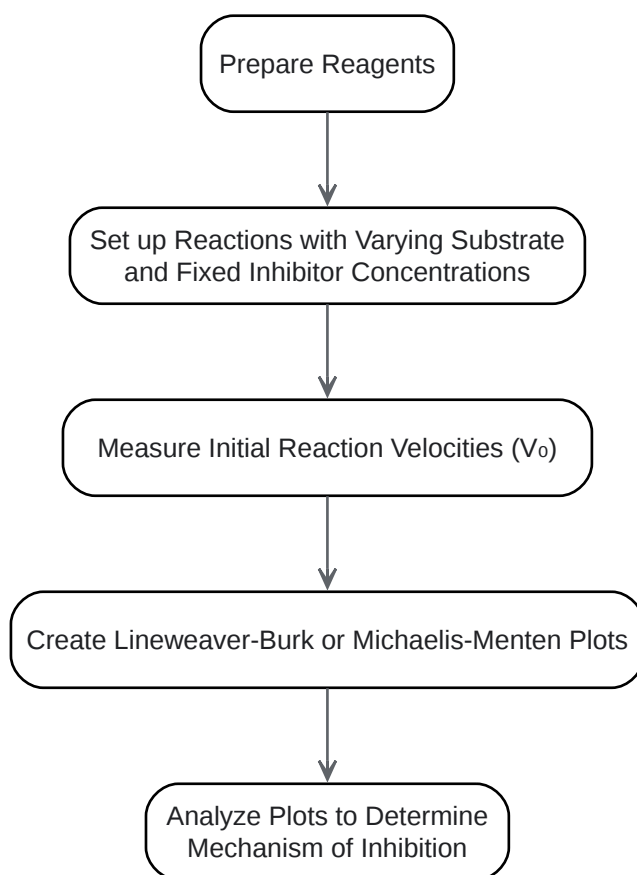 Prepare Reagents
Set up Reactions with Varying Substrate
and Fixed Inhibitor Concentrations
Measure Initial Reaction Velocities (V₀)
Create Lineweaver-Burk or Michaelis-Menten Plots
Analyze Plots to Determine
Mechanism of Inhibition